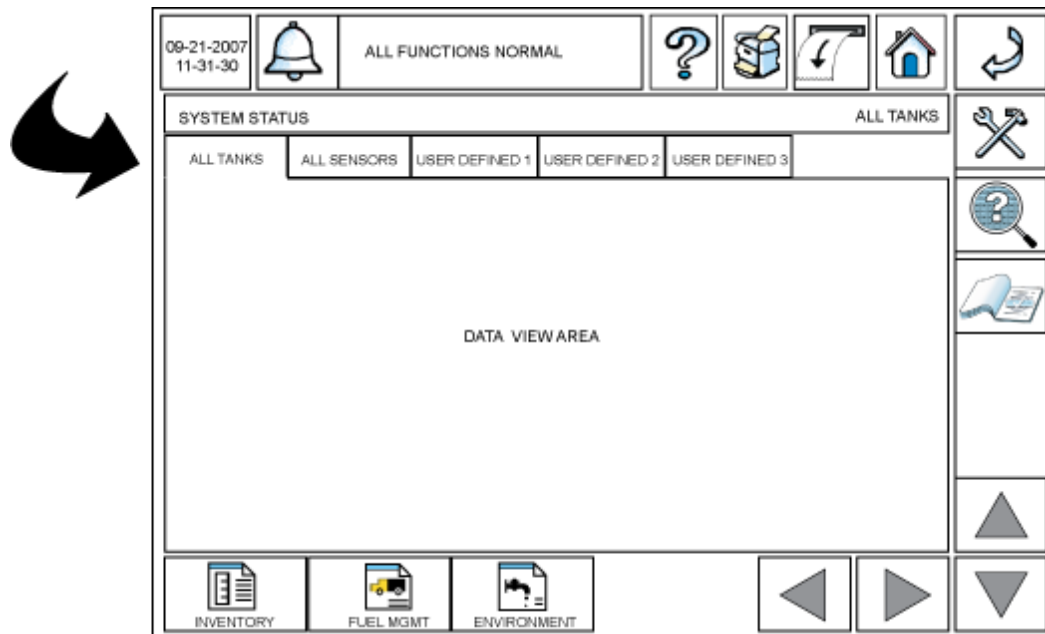 09-21-2007
11-31-30
ALL FUNCTIONS NORMAL
SYSTEM STATUS
ALL TANKS
ALL TANKS
ALL SENSORS
USER DEFINED 1
USER DEFINED 2
USER DEFINED 3
DATA VIEW AREA
INVENTORY
FUEL MGMT
ENVIRONMENT